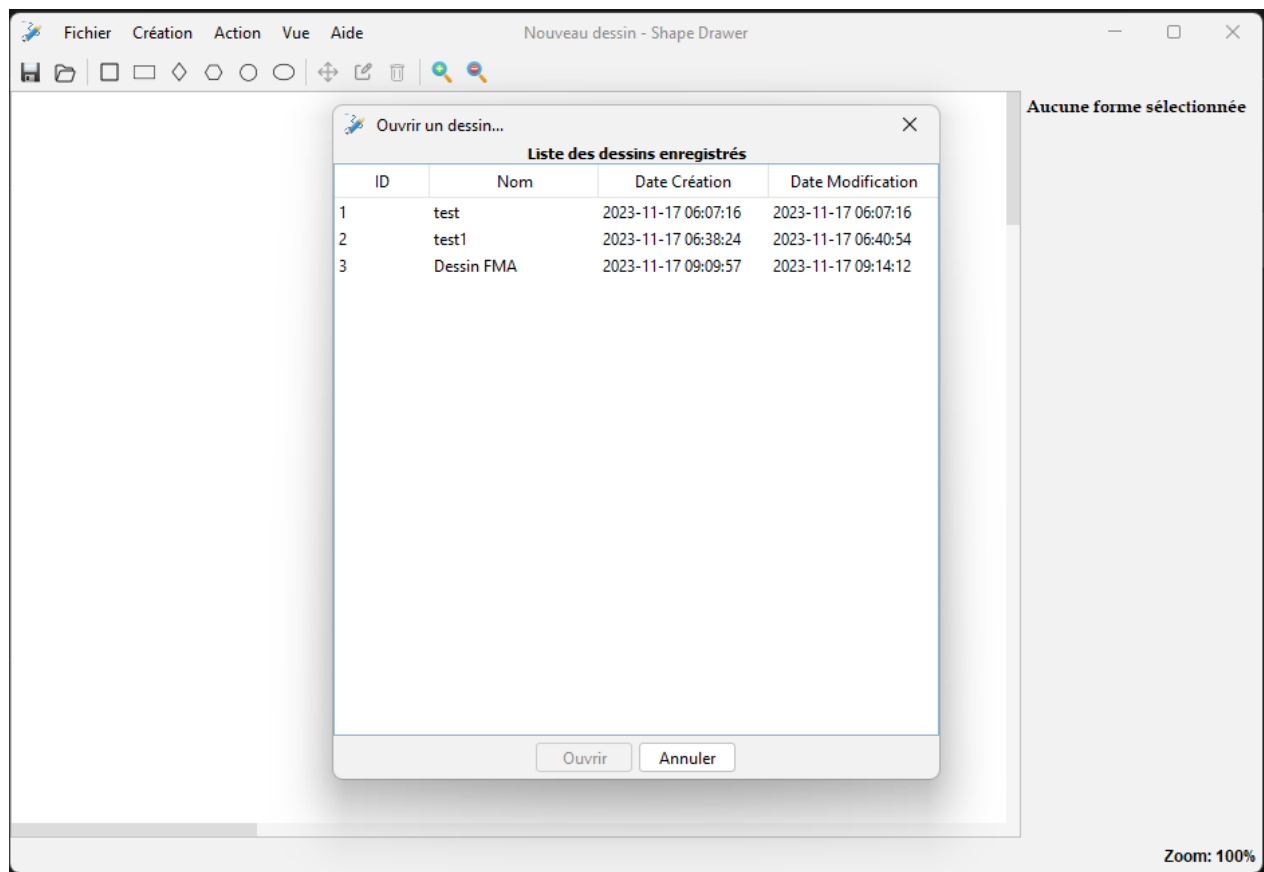 Fichier Création Action Vue Aide Nouveau dessin - Shape Drawer
Aucune forme sélectionnée
Ouvrir un dessin...
Liste des dessins enregistrés
ID Nom Date Création Date Modification
1 test 2023-11-17 06:07:16 2023-11-17 06:07:16
2 test1 2023-11-17 06:38:24 2023-11-17 06:40:54
3 Dessin FMA 2023-11-17 09:09:57 2023-11-17 09:14:12
Ouvrir Annuler
Zoom: 100%